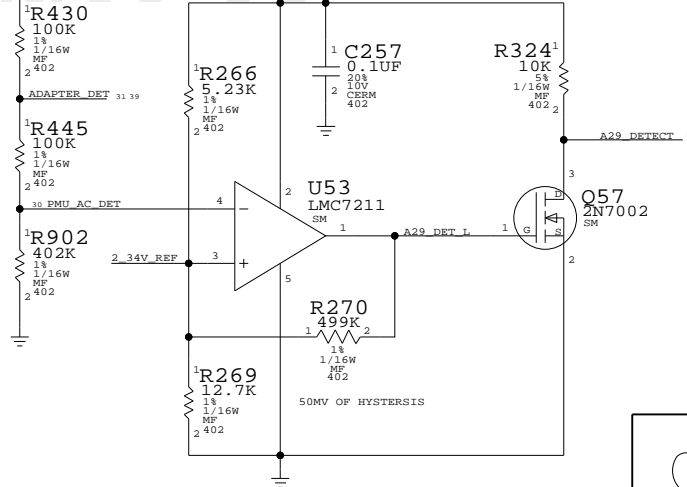 1 R430
100K
1%
1/16W
MF
402
2
ADAPTER_DET 31 39
1 R445
100K
1%
1/16W
MF
402
2
30 PMU_AC_DET
1 R902
402K
1%
1/16W
MF
402
2
1 R266
5.23K
1%
1/16W
MF
402
2
2_34V_REF
1 R269
12.7K
1%
1/16W
MF
402
2
1 C257
0.1UF
20%
10V
CERM
402
2
U53
LMC7211
SM
4
3
2
5
1
A29_DET_L
R270
499K
1 2
1%
1/16W
MF
402
50MV OF HYSTERSIS
R324 1
10K
5%
1/16W
MF
402
2
A29_DETECT
3
Q57
2N7002
SM
D
G
S
1
2